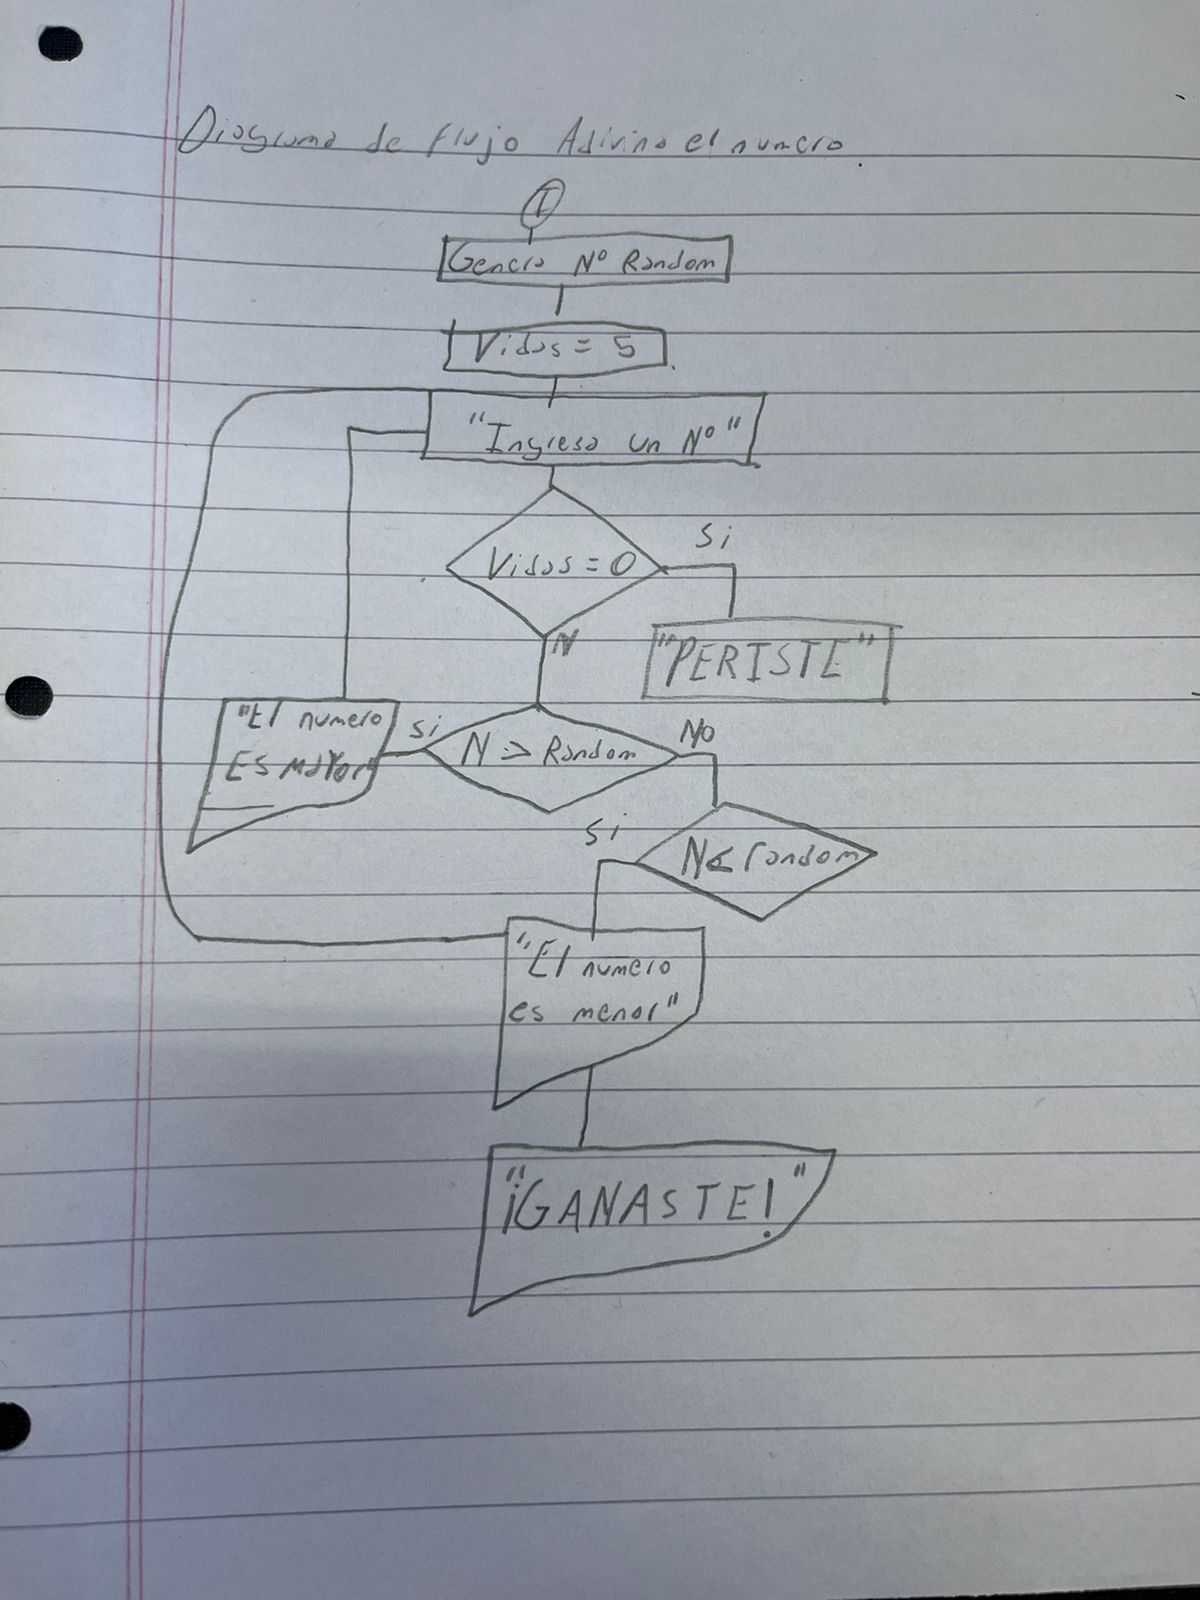 Diagrama de flujo Adivina el numero
I
Genera Nº Random
Vidas = 5
"Ingresa un Nº"
Vidas = 0
Si
N
"PERISTE"
"El numero
ES MAYOR
Si
N => Random
No
Si
N < random
"El numero
es menor"
"¡GANASTE!"